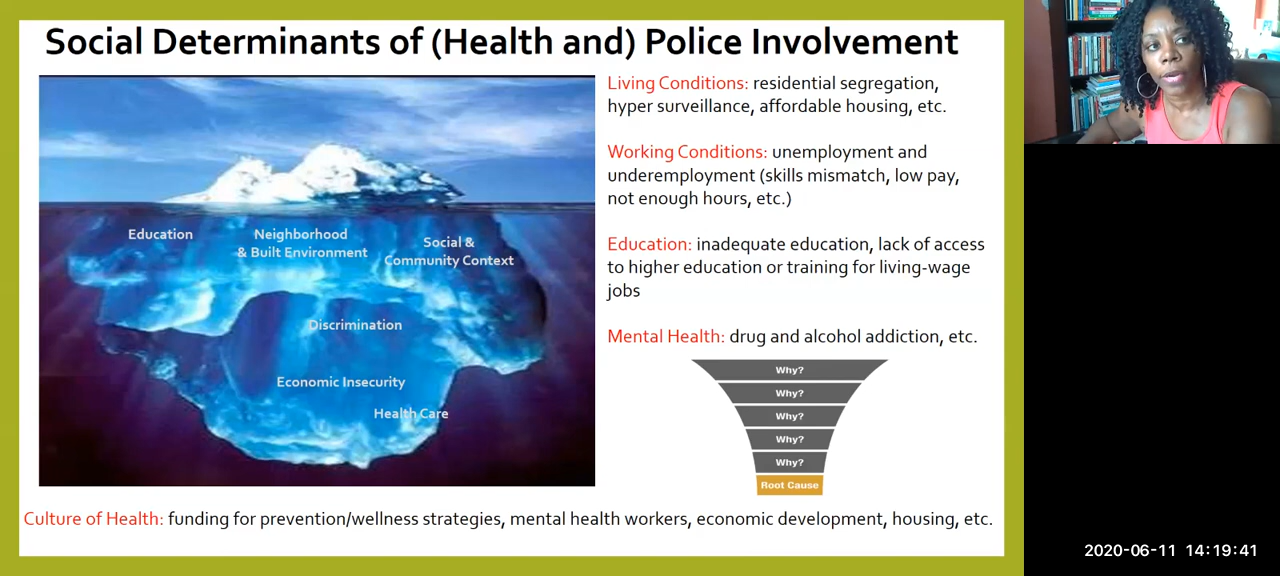 Social Determinants of (Health and) Police Involvement
Education
Neighborhood
& Built Environment
Social &
Community Context
Discrimination
Economic Insecurity
Health Care
Living Conditions: residential segregation,
hyper surveillance, affordable housing, etc.
Working Conditions: unemployment and
underemployment (skills mismatch, low pay,
not enough hours, etc.)
Education: inadequate education, lack of access
to higher education or training for living-wage
jobs
Mental Health: drug and alcohol addiction, etc.
Why?
Why?
Why?
Why?
Why?
Root Cause
Culture of Health: funding for prevention/wellness strategies, mental health workers, economic development, housing, etc.
2020-06-11 14:19:41